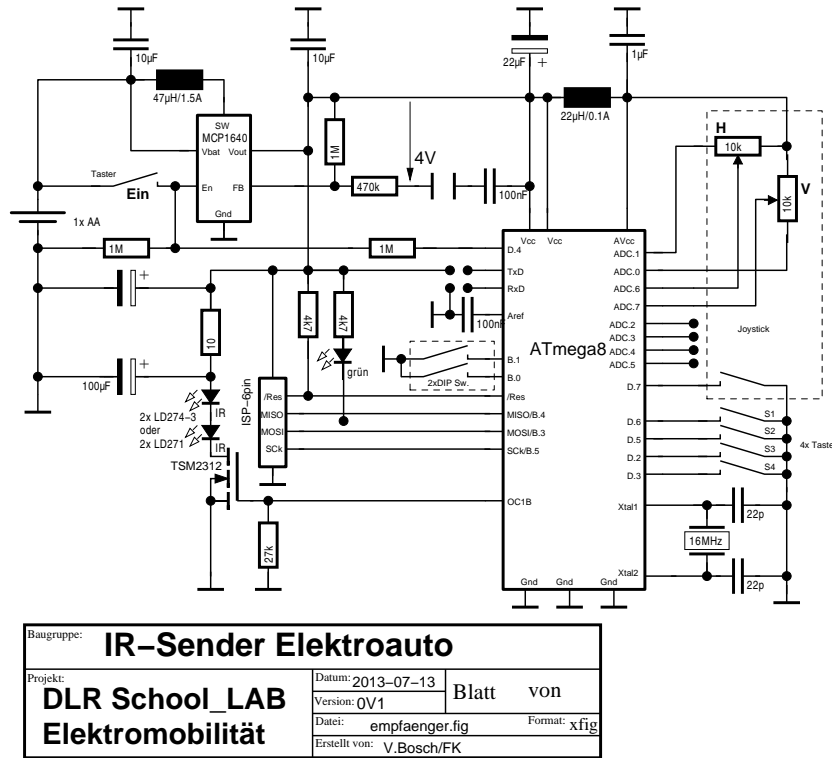 10µF
10µF
22µF
+
1µF
47µH/1.5A
22µH/0.1A
SW
MCP1640
Vbat
Vout
En
FB
Gnd
1M
4V
470k
100nF
H
10k
V
10k
Taster
Ein
1x AA
1M
1M
Vcc
Vcc
AVcc
D.4
ADC.1
TxD
ADC.0
RxD
ADC.6
Aref
ADC.7
100nF
ADC.2
ADC.3
ADC.4
ADC.5
Joystick
ATmega8
+
10
4k7
4k7
grün
B.1
B.0
2xDIP Sw.
100µF
+
D.7
2x LD274-3
oder
2x LD271
IR
IR
ISP-6pin
/Res
MISO
MOSI
SCk
/Res
MISO/B.4
MOSI/B.3
SCk/B.5
D.6
D.5
D.2
D.3
S1
S2
S3
S4
4x Taste
TSM2312
27k
OC1B
Xtal1
Xtal2
22p
16MHz
22p
Gnd
Gnd
Gnd
Baugruppe:
IR-Sender Elektroauto
Projekt:
DLR School_LAB
Elektromobilität
Datum: 2013-07-13
Version: 0V1
Blatt von
Datei: empfaenger.fig
Format: xfig
Erstellt von: V.Bosch/FK